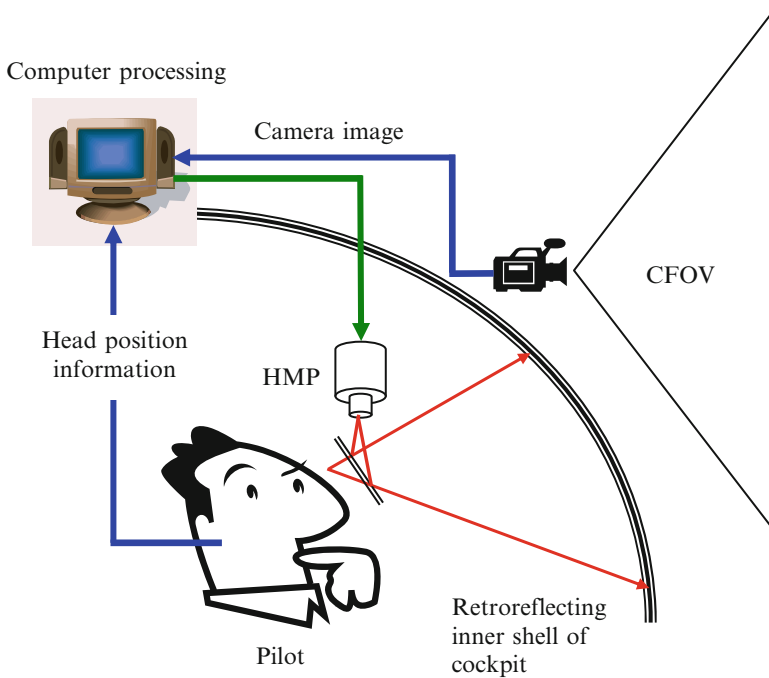 Computer processing
Camera image
CFOV
Head position
information
HMP
Retroreflecting
inner shell of
cockpit
Pilot